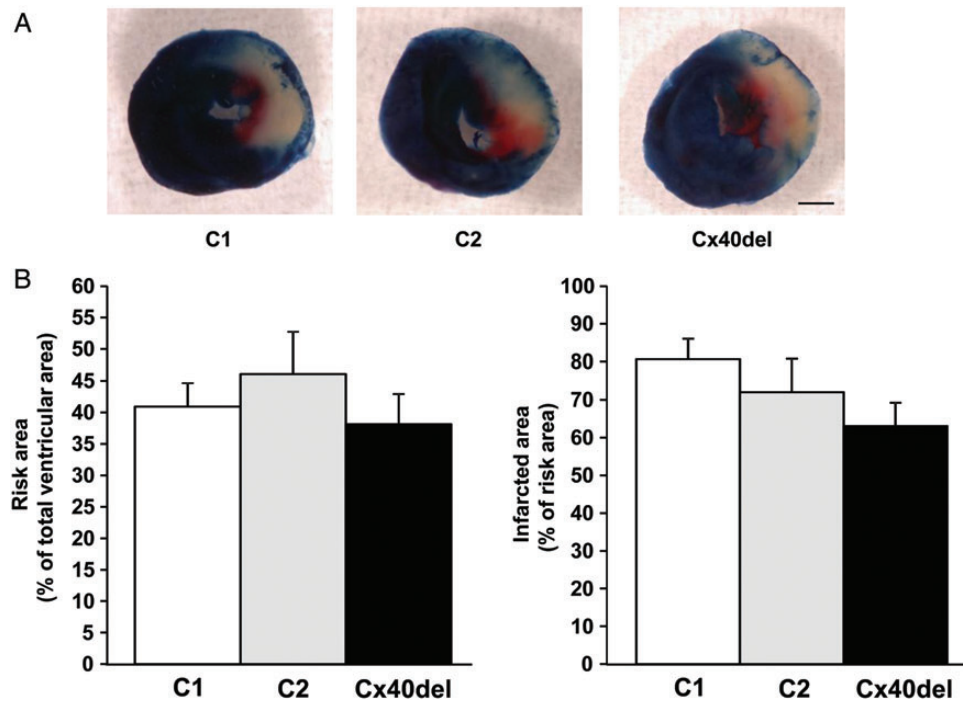 A
C1
C2
Cx40del
B
Risk area
(% of total ventricular area)
60
55
50
45
40
35
30
25
20
15
10
5
0
C1
C2
Cx40del
Infarcted area
(% of risk area)
100
90
80
70
60
50
40
30
20
10
0
C1
C2
Cx40del